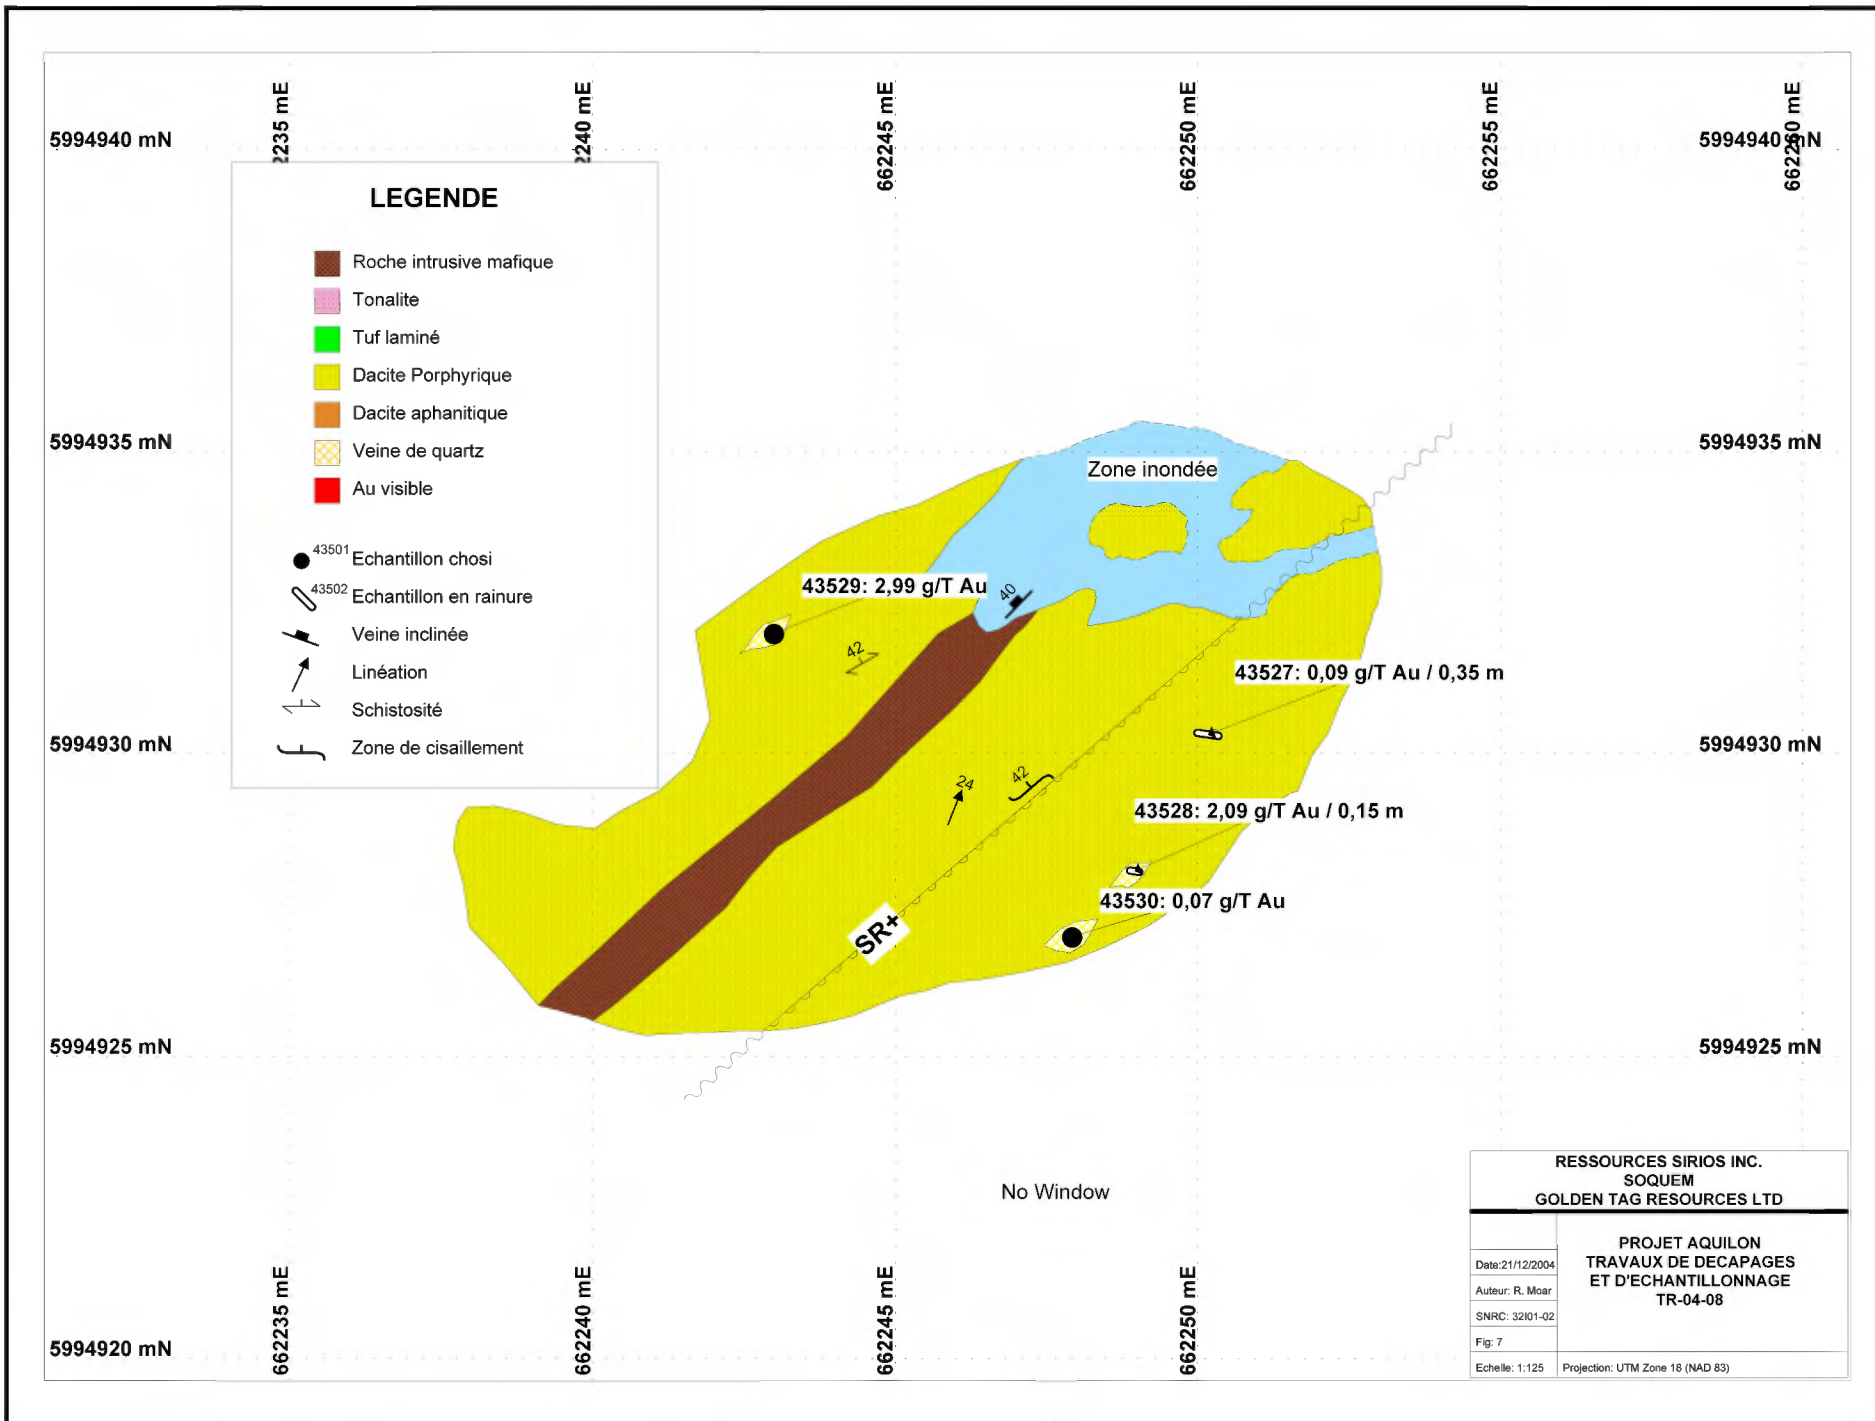 2235 mE
2240 mE
662245 mE
662250 mE
662255 mE
662260 mE
5994940 mN
5994940 mN
LEGENDE
Roche intrusive mafique
Tonalite
Tuf laminé
Dacite Porphyrique
Dacite aphanitique
Veine de quartz
Au visible
43501 Echantillon chosi
43502 Echantillon en rainure
Veine inclinée
Linéation
Schistosité
Zone de cisaillement
5994935 mN
5994935 mN
Zone inondée
43529: 2,99 g/T Au
40
42
43527: 0,09 g/T Au / 0,35 m
5994930 mN
5994930 mN
24
42
43528: 2,09 g/T Au / 0,15 m
43530: 0,07 g/T Au
SR+
5994925 mN
5994925 mN
No Window
5994920 mN
662235 mE
662240 mE
662245 mE
662250 mE
RESSOURCES SIRIOS INC.
SOQUEM
GOLDEN TAG RESOURCES LTD
PROJET AQUILON
TRAVAUX DE DECAPAGES
ET D'ECHANTILLONNAGE
TR-04-08
Date:21/12/2004
Auteur: R. Moar
SNRC: 32I01-02
Fig: 7
Echelle: 1:125
Projection: UTM Zone 18 (NAD 83)